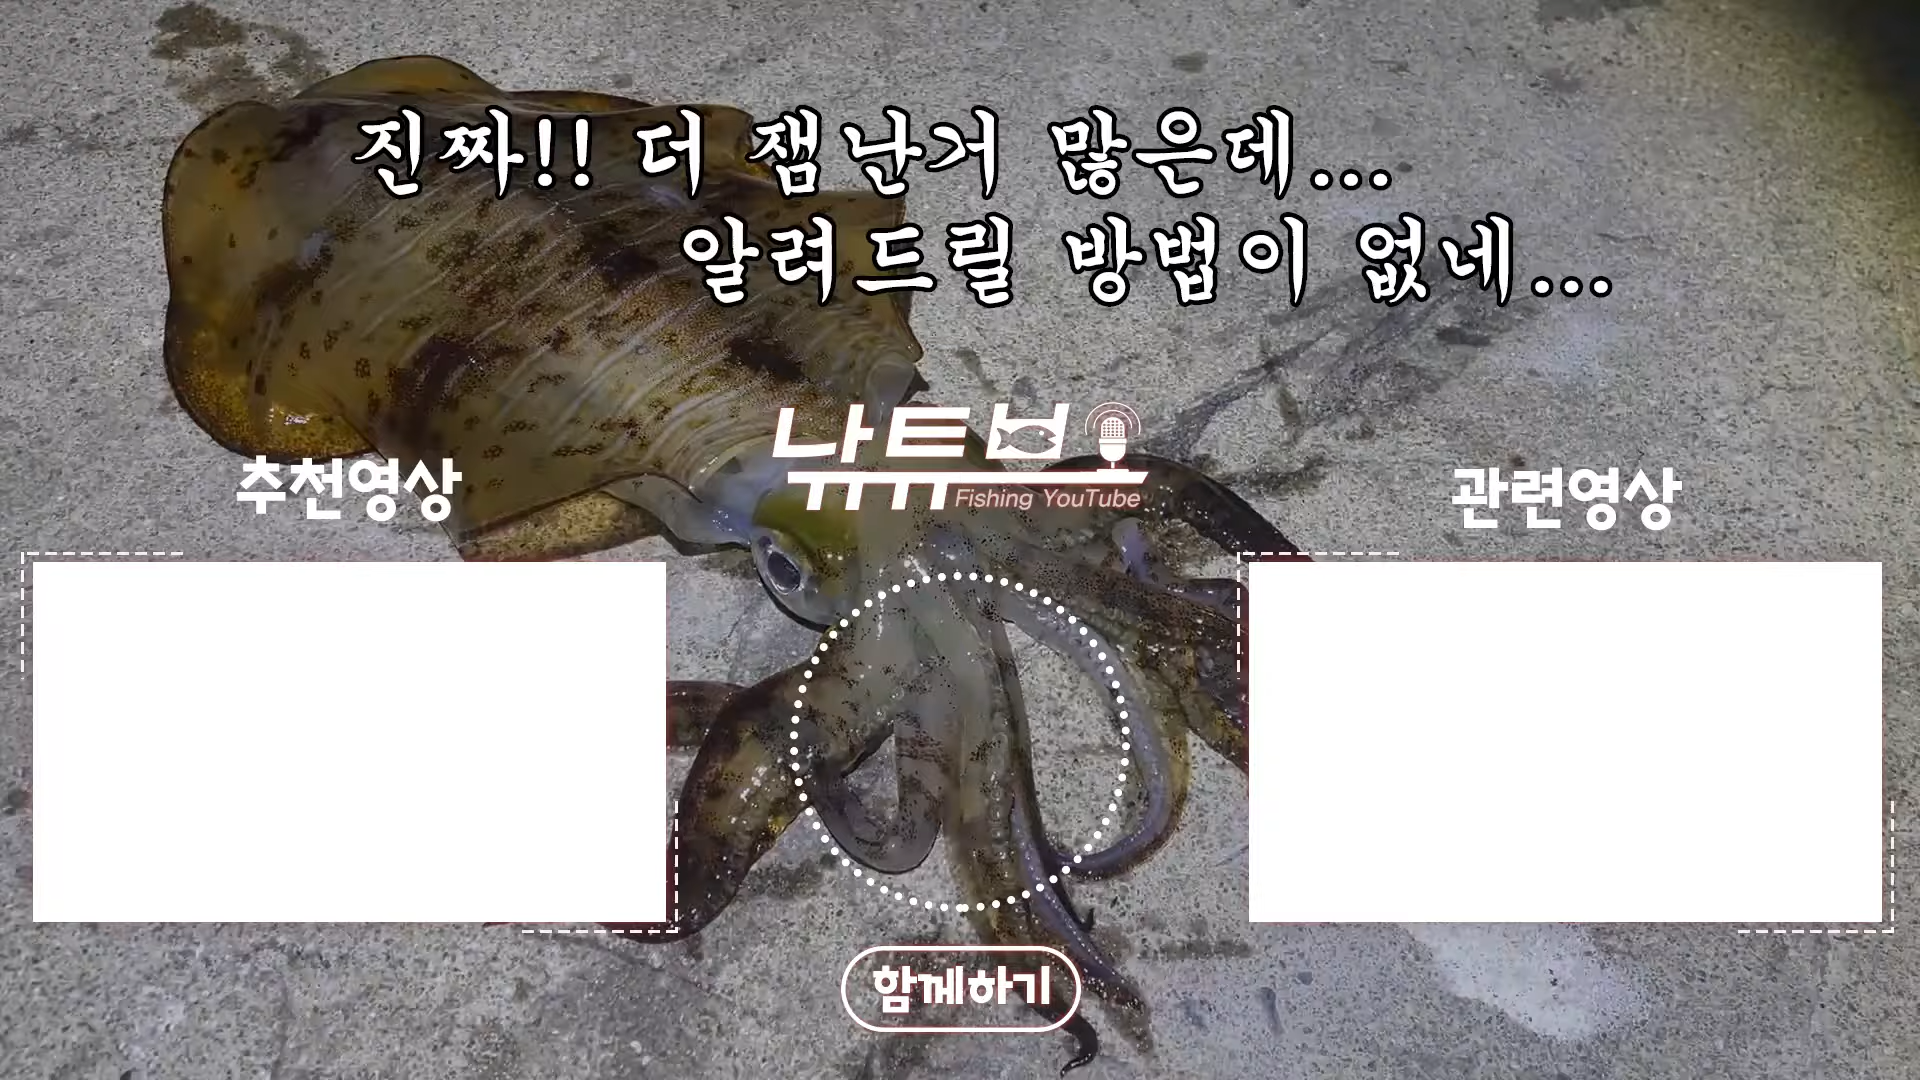 진짜!! 더 잼난거 많은데...
알려드릴 방법이 없네...
낚튜브
Fishing YouTube
추천영상
관련영상
함께하기